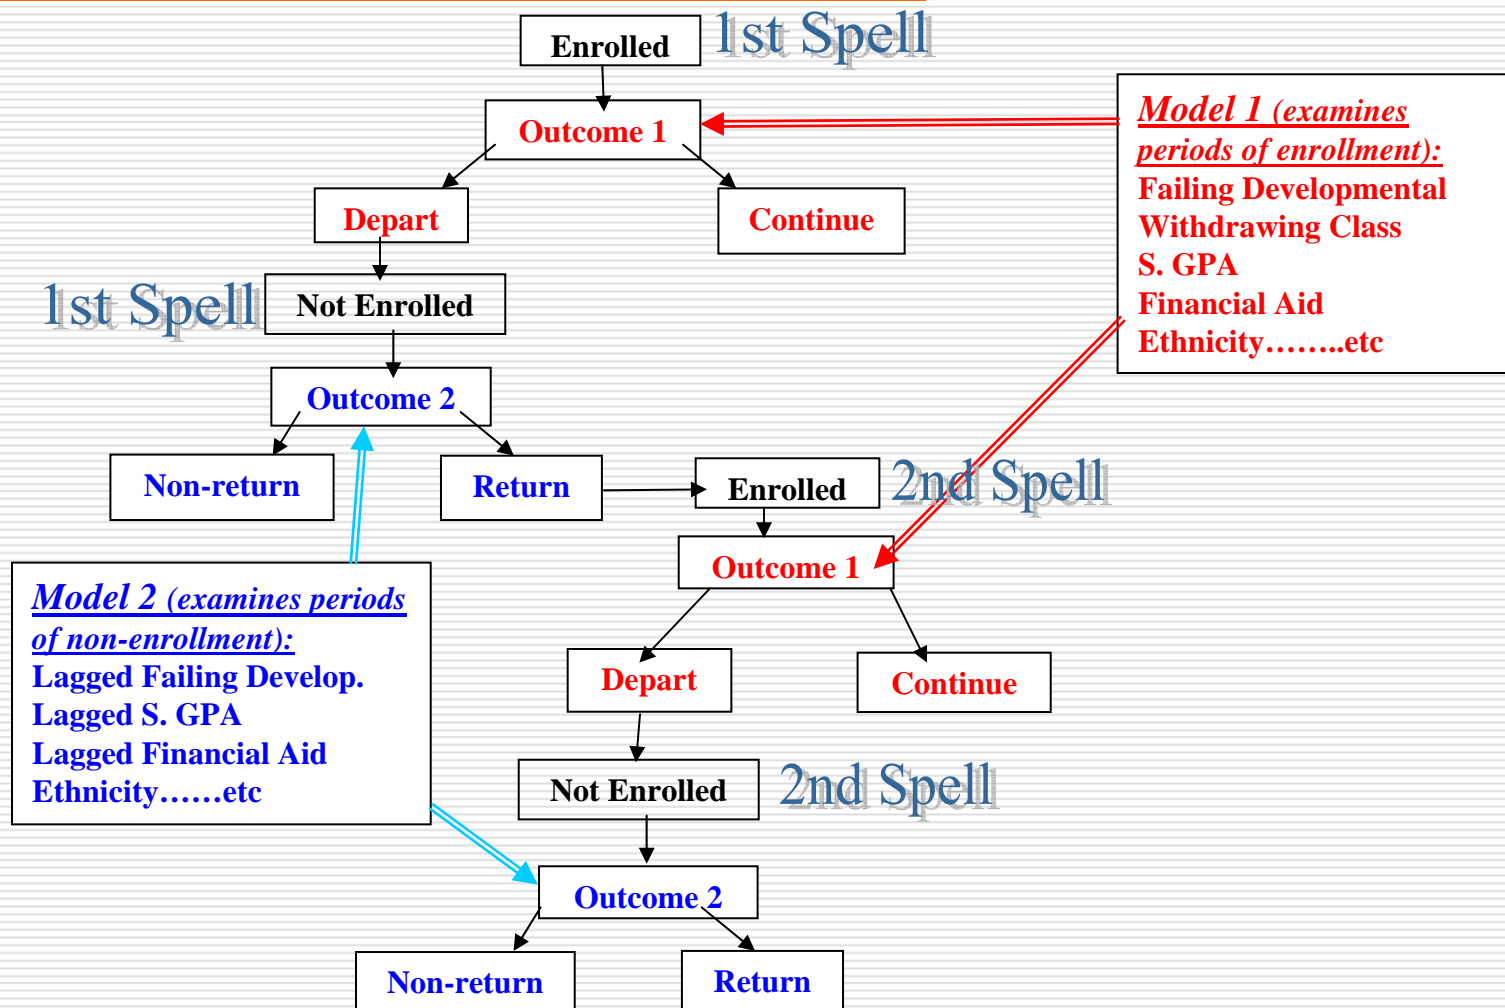 Enrolled
1st Spell
Outcome 1
Depart
Continue
Model 1 (examines
periods of enrollment):
Failing Developmental
Withdrawing Class
S. GPA
Financial Aid
Ethnicity……..etc
1st Spell
Not Enrolled
Outcome 2
Non-return
Return
Enrolled
2nd Spell
Outcome 1
Model 2 (examines periods
of non-enrollment):
Lagged Failing Develop.
Lagged S. GPA
Lagged Financial Aid
Ethnicity……etc
Depart
Continue
Not Enrolled
2nd Spell
Outcome 2
Non-return
Return